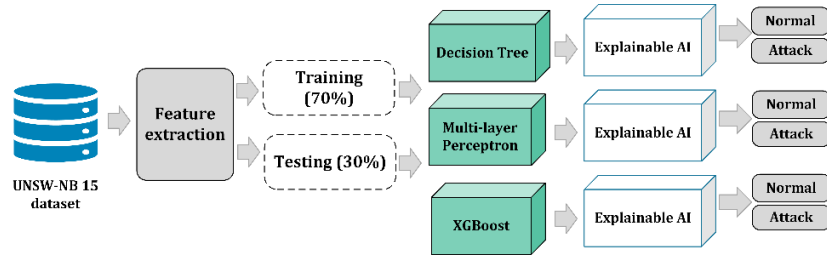 UNSW-NB 15
dataset
Feature
extraction
Training
(70%)
Testing (30%)
Decision Tree
Explainable AI
Normal
Attack
Multi-layer
Perceptron
Explainable AI
Normal
Attack
XGBoost
Explainable AI
Normal
Attack